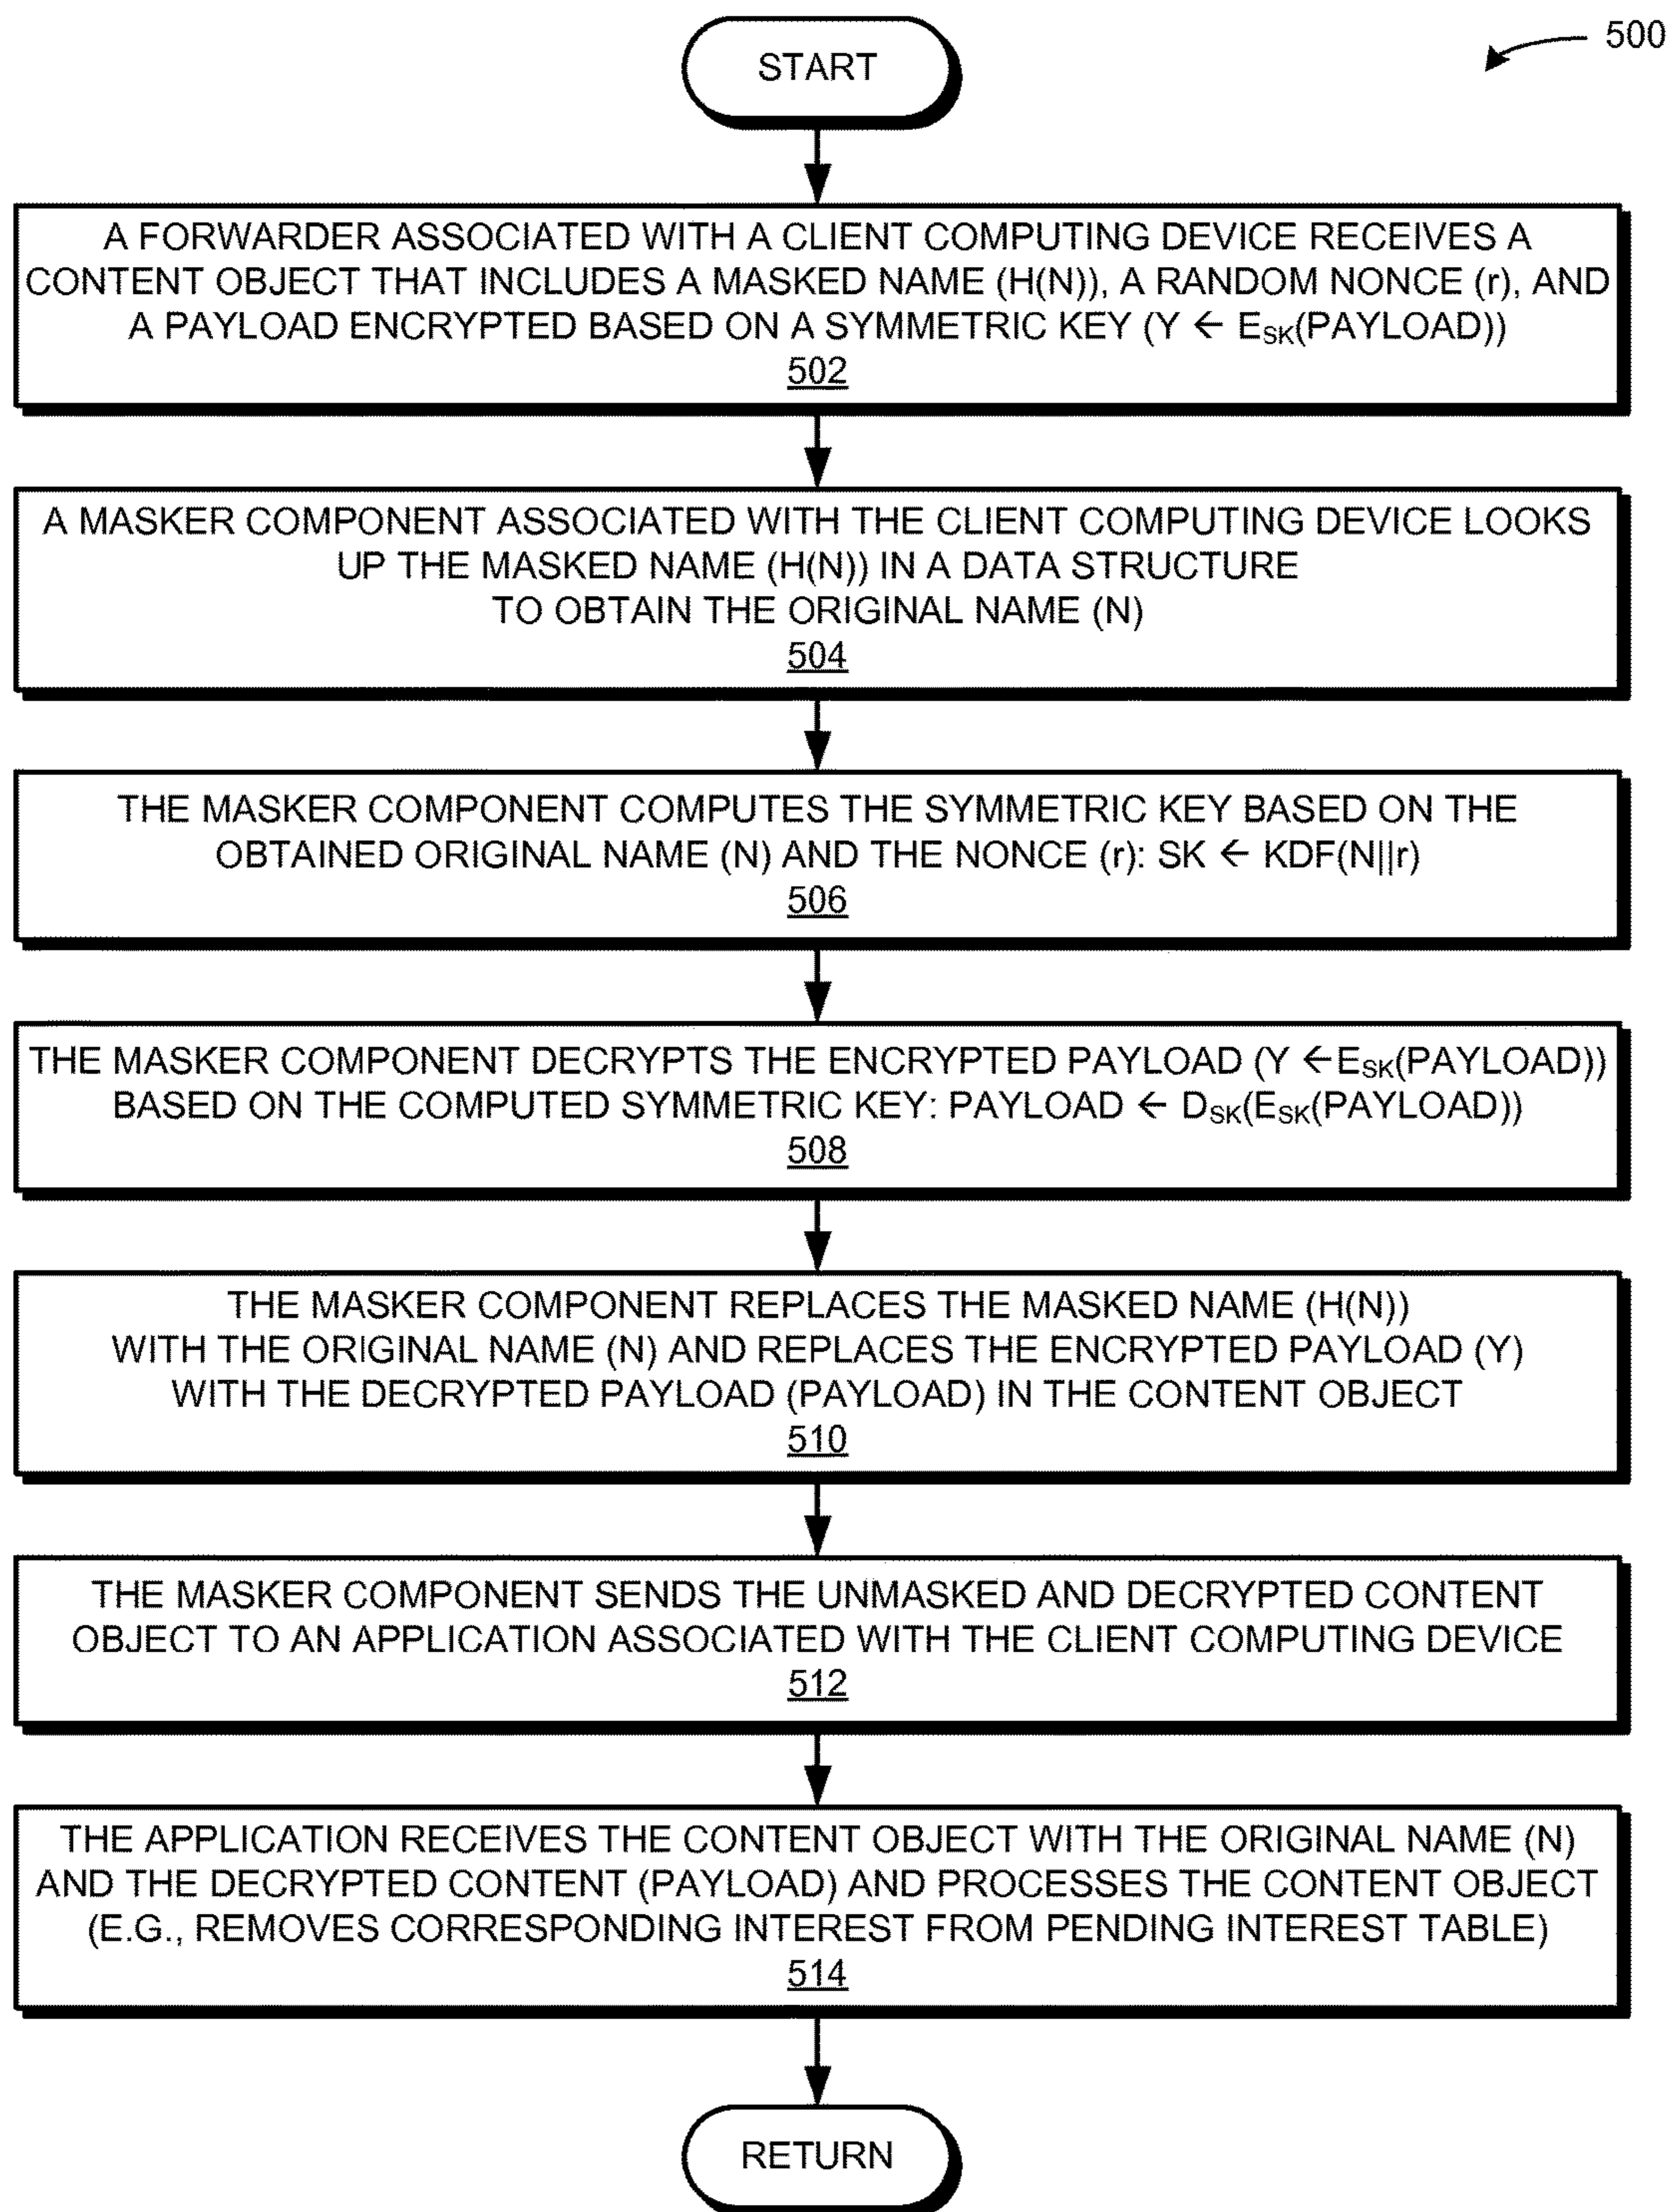 500
START
A FORWARDER ASSOCIATED WITH A CLIENT COMPUTING DEVICE RECEIVES A
CONTENT OBJECT THAT INCLUDES A MASKED NAME (H(N)), A RANDOM NONCE (r), AND
A PAYLOAD ENCRYPTED BASED ON A SYMMETRIC KEY (Y ← E_SK(PAYLOAD))
502
A MASKER COMPONENT ASSOCIATED WITH THE CLIENT COMPUTING DEVICE LOOKS
UP THE MASKED NAME (H(N)) IN A DATA STRUCTURE
TO OBTAIN THE ORIGINAL NAME (N)
504
THE MASKER COMPONENT COMPUTES THE SYMMETRIC KEY BASED ON THE
OBTAINED ORIGINAL NAME (N) AND THE NONCE (r): SK ← KDF(N||r)
506
THE MASKER COMPONENT DECRYPTS THE ENCRYPTED PAYLOAD (Y ←E_SK(PAYLOAD))
BASED ON THE COMPUTED SYMMETRIC KEY: PAYLOAD ← D_SK(E_SK(PAYLOAD))
508
THE MASKER COMPONENT REPLACES THE MASKED NAME (H(N))
WITH THE ORIGINAL NAME (N) AND REPLACES THE ENCRYPTED PAYLOAD (Y)
WITH THE DECRYPTED PAYLOAD (PAYLOAD) IN THE CONTENT OBJECT
510
THE MASKER COMPONENT SENDS THE UNMASKED AND DECRYPTED CONTENT
OBJECT TO AN APPLICATION ASSOCIATED WITH THE CLIENT COMPUTING DEVICE
512
THE APPLICATION RECEIVES THE CONTENT OBJECT WITH THE ORIGINAL NAME (N)
AND THE DECRYPTED CONTENT (PAYLOAD) AND PROCESSES THE CONTENT OBJECT
(E.G., REMOVES CORRESPONDING INTEREST FROM PENDING INTEREST TABLE)
514
RETURN